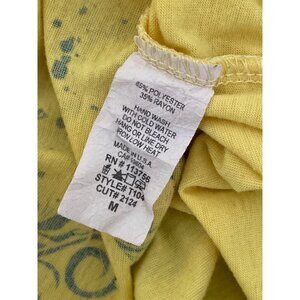 65% POLYESTER
35% RAYON
HAND WASH
WITH COLD WATER
DO NOT BLEACH
HANG OR LINE DRY
IRON LOW HEAT
MADE IN U.S.A
RN# 113756
STYLE# T104
CUT# 2124
M